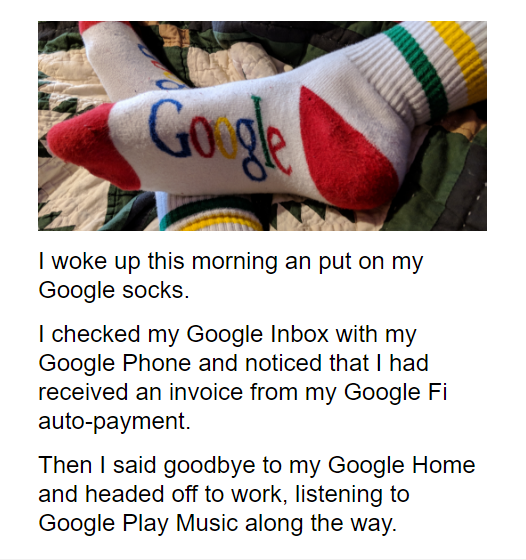 Google
I woke up this morning an put on my
Google socks.
I checked my Google Inbox with my
Google Phone and noticed that I had
received an invoice from my Google Fi
auto-payment.
Then I said goodbye to my Google Home
and headed off to work, listening to
Google Play Music along the way.